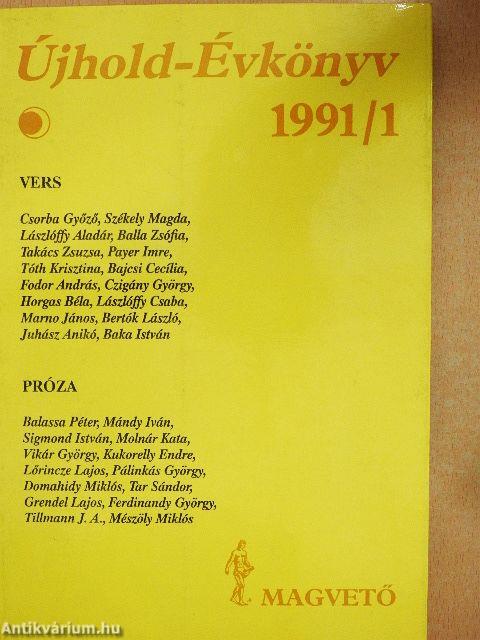 Újhold-Évkönyv
1991/1
VERS
Csorba Győző, Székely Magda,
Lászlóffy Aladár, Balla Zsófia,
Takács Zsuzsa, Payer Imre,
Tóth Krisztina, Bajcsi Cecília,
Fodor András, Czigány György,
Horgas Béla, Lászlóffy Csaba,
Marno János, Bertók László,
Juhász Anikó, Baka István
PRÓZA
Balassa Péter, Mándy Iván,
Sigmond István, Molnár Kata,
Vikár György, Kukorelly Endre,
Lőrincze Lajos, Pálinkás György,
Domahidy Miklós, Tar Sándor,
Grendel Lajos, Ferdinandy György,
Tillmann J. A., Mészöly Miklós
MAGVETŐ
Antikvárium.hu